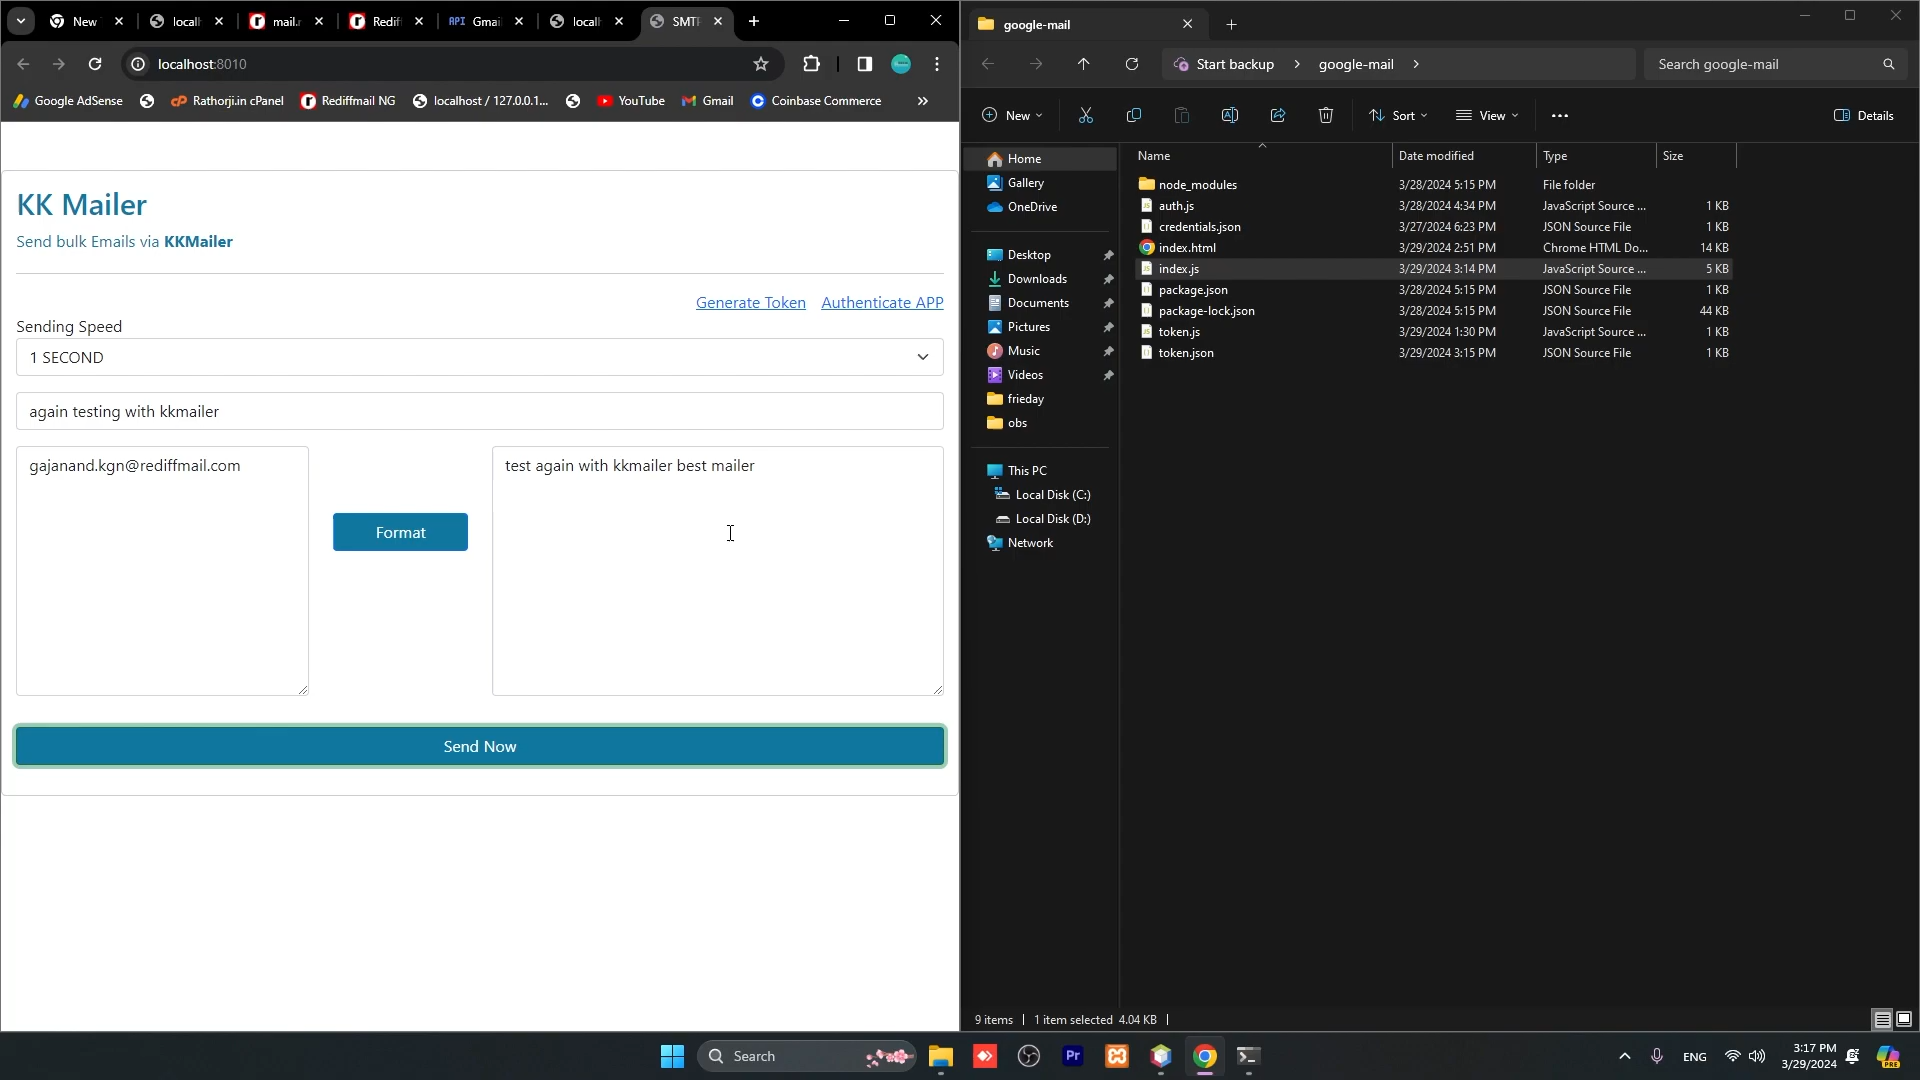 New
locall
mail.r
Redif
API Gmai
locall
SMTP
google-mail
localhost:8010
Start backup
google-mail
Search google-mail
Google AdSense
Rathorji.in cPanel
Rediffmail NG
localhost / 127.0.0.1...
YouTube
Gmail
Coinbase Commerce
New
Sort
View
Details
KK Mailer
Send bulk Emails via KKMailer
Generate Token
Authenticate APP
Sending Speed
1 SECOND
again testing with kkmailer
gajanand.kgn@rediffmail.com
Format
test again with kkmailer best mailer
Send Now
Home
Gallery
OneDrive
Desktop
Downloads
Documents
Pictures
Music
Videos
frieday
obs
This PC
Local Disk (C:)
Local Disk (D:)
Network
Name Date modified Type Size
node_modules 3/28/2024 5:15 PM File folder
auth.js 3/28/2024 4:34 PM JavaScript Source ... 1 KB
credentials.json 3/27/2024 6:23 PM JSON Source File 1 KB
index.html 3/29/2024 2:51 PM Chrome HTML Do... 14 KB
index.js 3/29/2024 3:14 PM JavaScript Source ... 5 KB
package.json 3/28/2024 5:15 PM JSON Source File 1 KB
package-lock.json 3/28/2024 5:15 PM JSON Source File 44 KB
token.js 3/29/2024 1:30 PM JavaScript Source ... 1 KB
token.json 3/29/2024 3:15 PM JSON Source File 1 KB
9 items 1 item selected 4.04 KB
Search
Pr
ENG
3:17 PM
3/29/2024
PRE